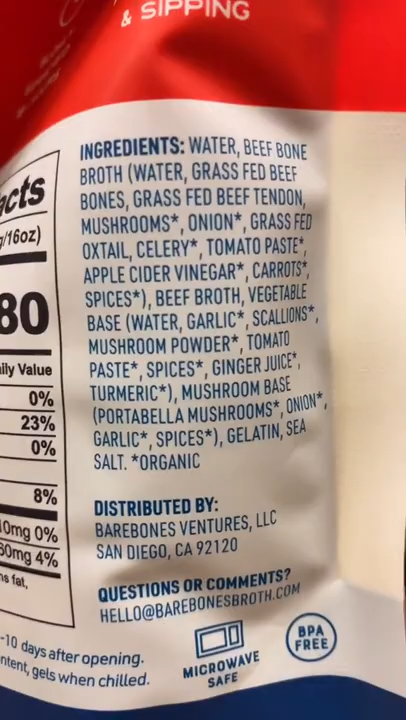 & SIPPING
INGREDIENTS: WATER, BEEF BONE
BROTH (WATER, GRASS FED BEEF
BONES, GRASS FED BEEF TENDON,
MUSHROOMS*, ONION*, GRASS FED
OXTAIL, CELERY*, TOMATO PASTE*,
APPLE CIDER VINEGAR*, CARROTS*,
SPICES*), BEEF BROTH, VEGETABLE
BASE (WATER, GARLIC*, SCALLIONS*,
MUSHROOM POWDER*, TOMATO
PASTE*, SPICES*, GINGER JUICE*,
TURMERIC*), MUSHROOM BASE
(PORTABELLA MUSHROOMS*, ONION*,
GARLIC*, SPICES*), GELATIN, SEA
SALT. *ORGANIC
DISTRIBUTED BY:
BAREBONES VENTURES, LLC
SAN DIEGO, CA 92120
QUESTIONS OR COMMENTS?
HELLO@BAREBONESBROTH.COM
MICROWAVE
SAFE
BPA
FREE
acts
/16oz)
80
ily Value
0%
23%
0%
8%
0mg 0%
60mg 4%
ns fat,
-10 days after opening.
ntent, gels when chilled.